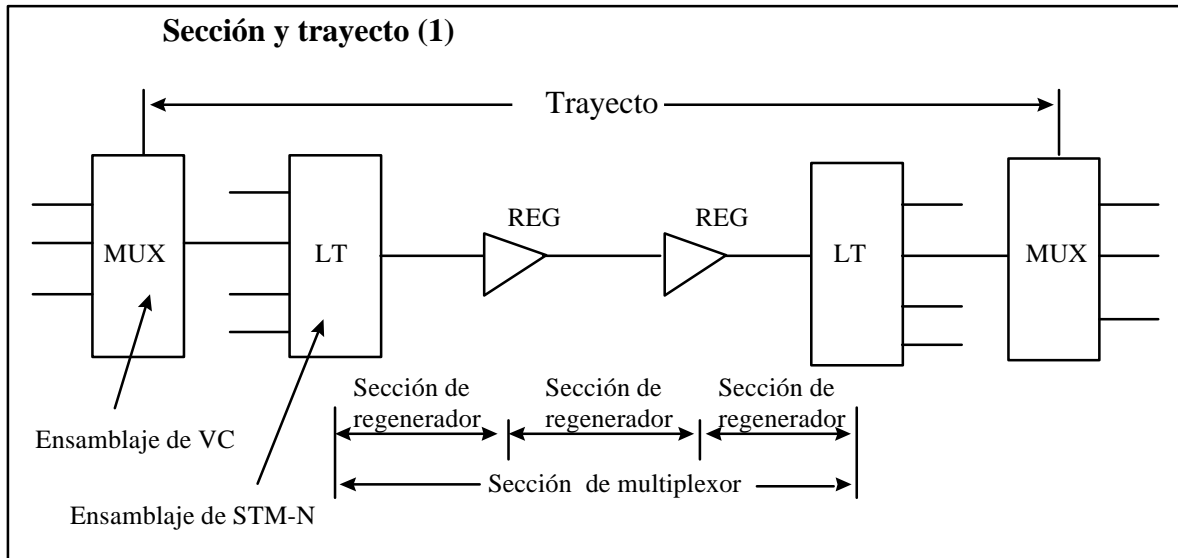 Sección y trayecto (1)
Trayecto
REG
REG
MUX
LT
LT
MUX
Sección de
regenerador
Sección de
regenerador
Sección de
regenerador
Ensamblaje de VC
Sección de multiplexor
Ensamblaje de STM-N